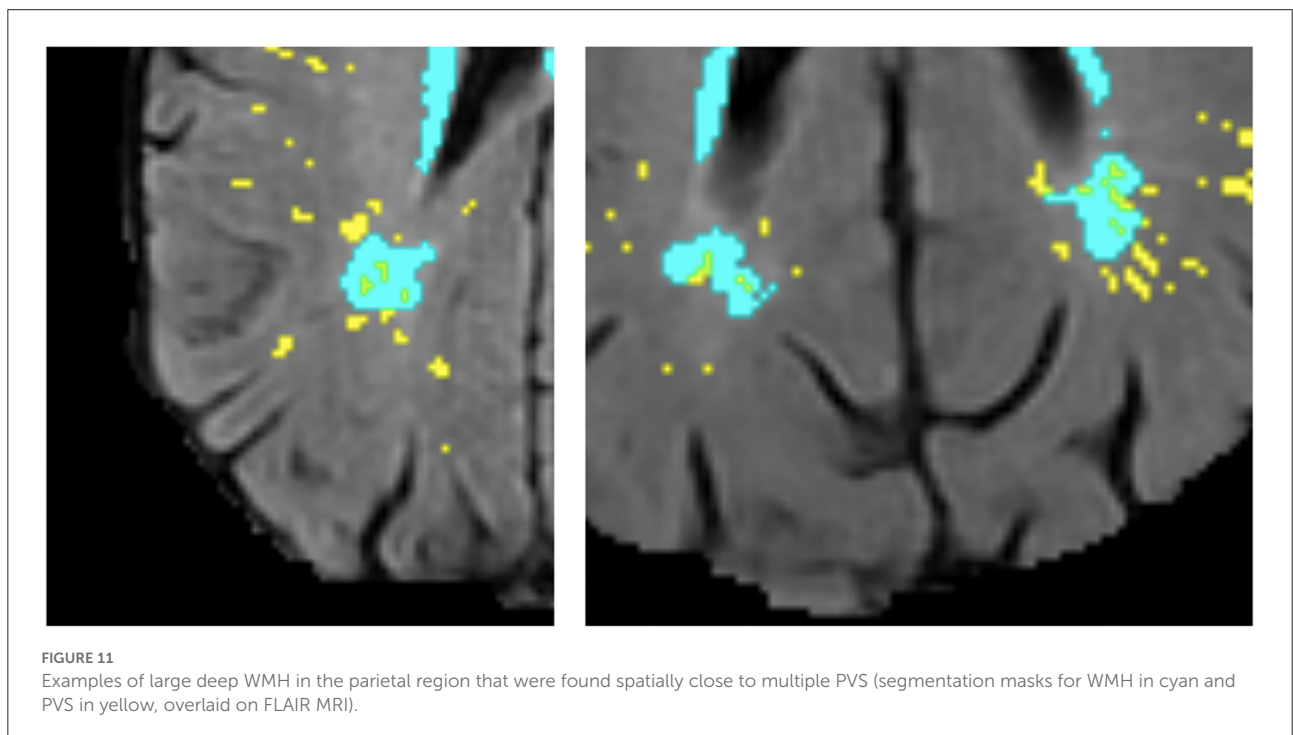 FIGURE 11
Examples of large deep WMH in the parietal region that were found spatially close to multiple PVS (segmentation masks for WMH in cyan and
PVS in yellow, overlaid on FLAIR MRI).